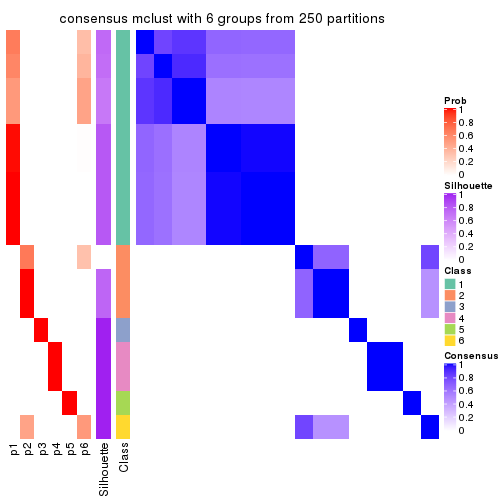 consensus mclust with 6 groups from 250 partitions
Prob
1
0.8
0.6
0.4
0.2
0
Silhouette
1
0.8
0.6
0.4
0.2
0
Class
1
2
3
4
5
6
Consensus
1
0.8
0.6
0.4
0.2
0
p1
p2
p3
p4
p5
p6
Silhouette
Class